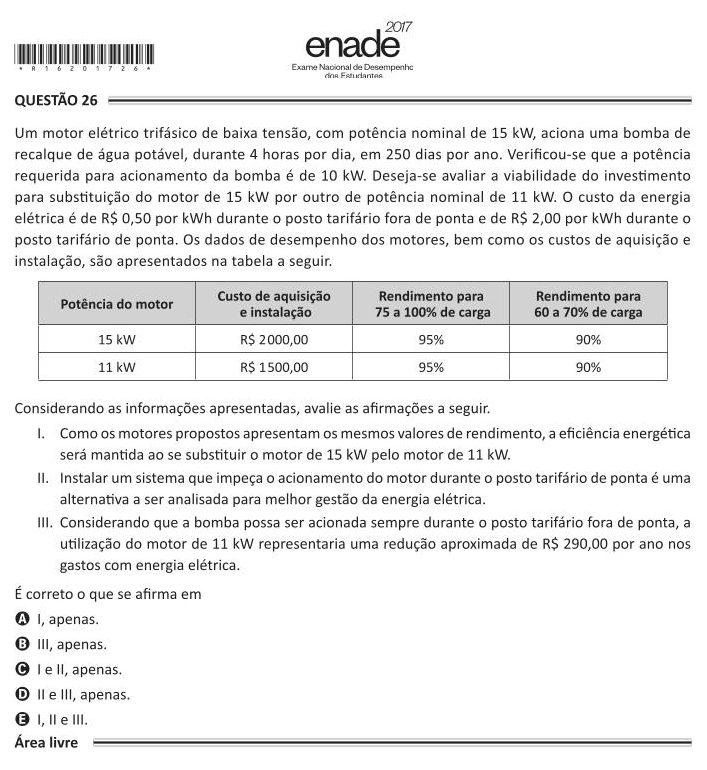 2017
enade
Exame Nacional de Desempenho
dos Estudantes
* R 1 6 2 0 1 7 2 6 *
QUESTÃO 26
Um motor elétrico trifásico de baixa tensão, com potência nominal de 15 kW, aciona uma bomba de
recalque de água potável, durante 4 horas por dia, em 250 dias por ano. Verificou-se que a potência
requerida para acionamento da bomba é de 10 kW. Deseja-se avaliar a viabilidade do investimento
para substituição do motor de 15 kW por outro de potência nominal de 11 kW. O custo da energia
elétrica é de R$ 0,50 por kWh durante o posto tarifário fora de ponta e de R$ 2,00 por kWh durante o
posto tarifário de ponta. Os dados de desempenho dos motores, bem como os custos de aquisição e
instalação, são apresentados na tabela a seguir.
Potência do motor
Custo de aquisição
e instalação
Rendimento para
75 a 100% de carga
Rendimento para
60 a 70% de carga
15 kW R$ 2000,00 95% 90%
11 kW R$ 1500,00 95% 90%
Considerando as informações apresentadas, avalie as afirmações a seguir.
I. Como os motores propostos apresentam os mesmos valores de rendimento, a eficiência energética
será mantida ao se substituir o motor de 15 kW pelo motor de 11 kW.
II. Instalar um sistema que impeça o acionamento do motor durante o posto tarifário de ponta é uma
alternativa a ser analisada para melhor gestão da energia elétrica.
III. Considerando que a bomba possa ser acionada sempre durante o posto tarifário fora de ponta, a
utilização do motor de 11 kW representaria uma redução aproximada de R$ 290,00 por ano nos
gastos com energia elétrica.
É correto o que se afirma em
A I, apenas.
B III, apenas.
C I e II, apenas.
D II e III, apenas.
E I, II e III.
Área livre